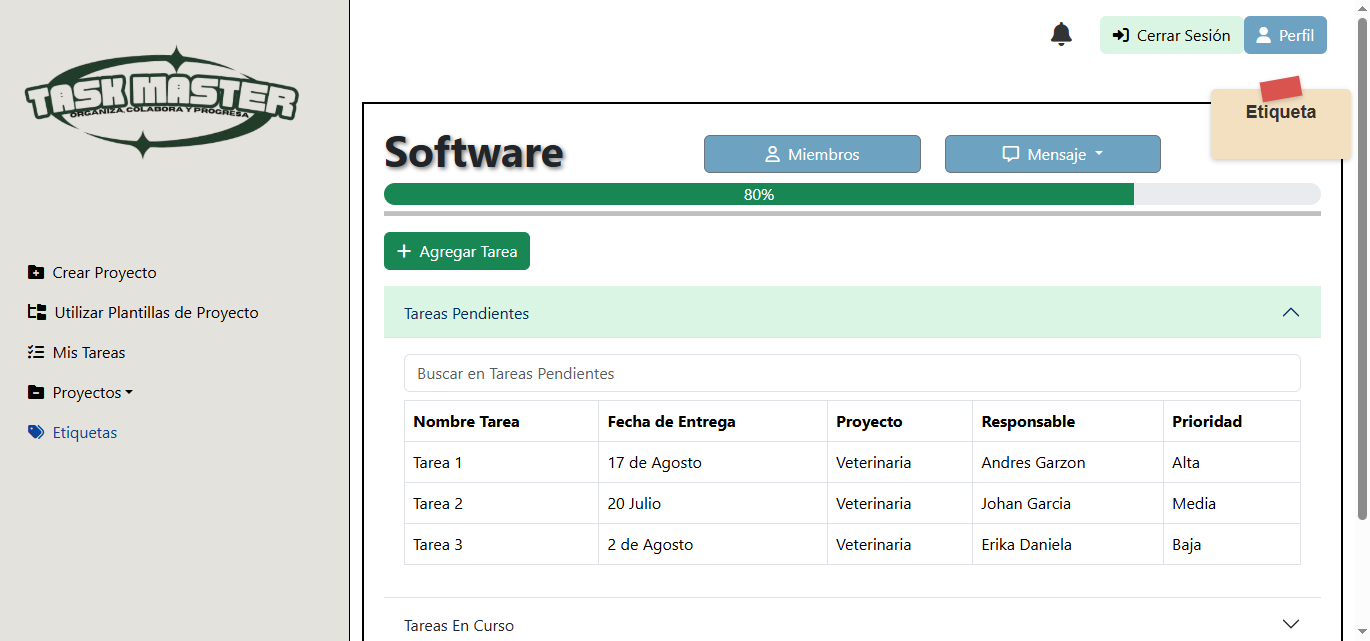 TASK MASTER
ORGANIZA, COLABORA Y PROGRESA
Crear Proyecto
Utilizar Plantillas de Proyecto
Mis Tareas
Proyectos
Etiquetas
Cerrar Sesión Perfil
Etiqueta
Software Miembros Mensaje
80%
Agregar Tarea
Tareas Pendientes
Buscar en Tareas Pendientes
Nombre Tarea Fecha de Entrega Proyecto Responsable Prioridad
Tarea 1 17 de Agosto Veterinaria Andres Garzon Alta
Tarea 2 20 Julio Veterinaria Johan Garcia Media
Tarea 3 2 de Agosto Veterinaria Erika Daniela Baja
Tareas En Curso